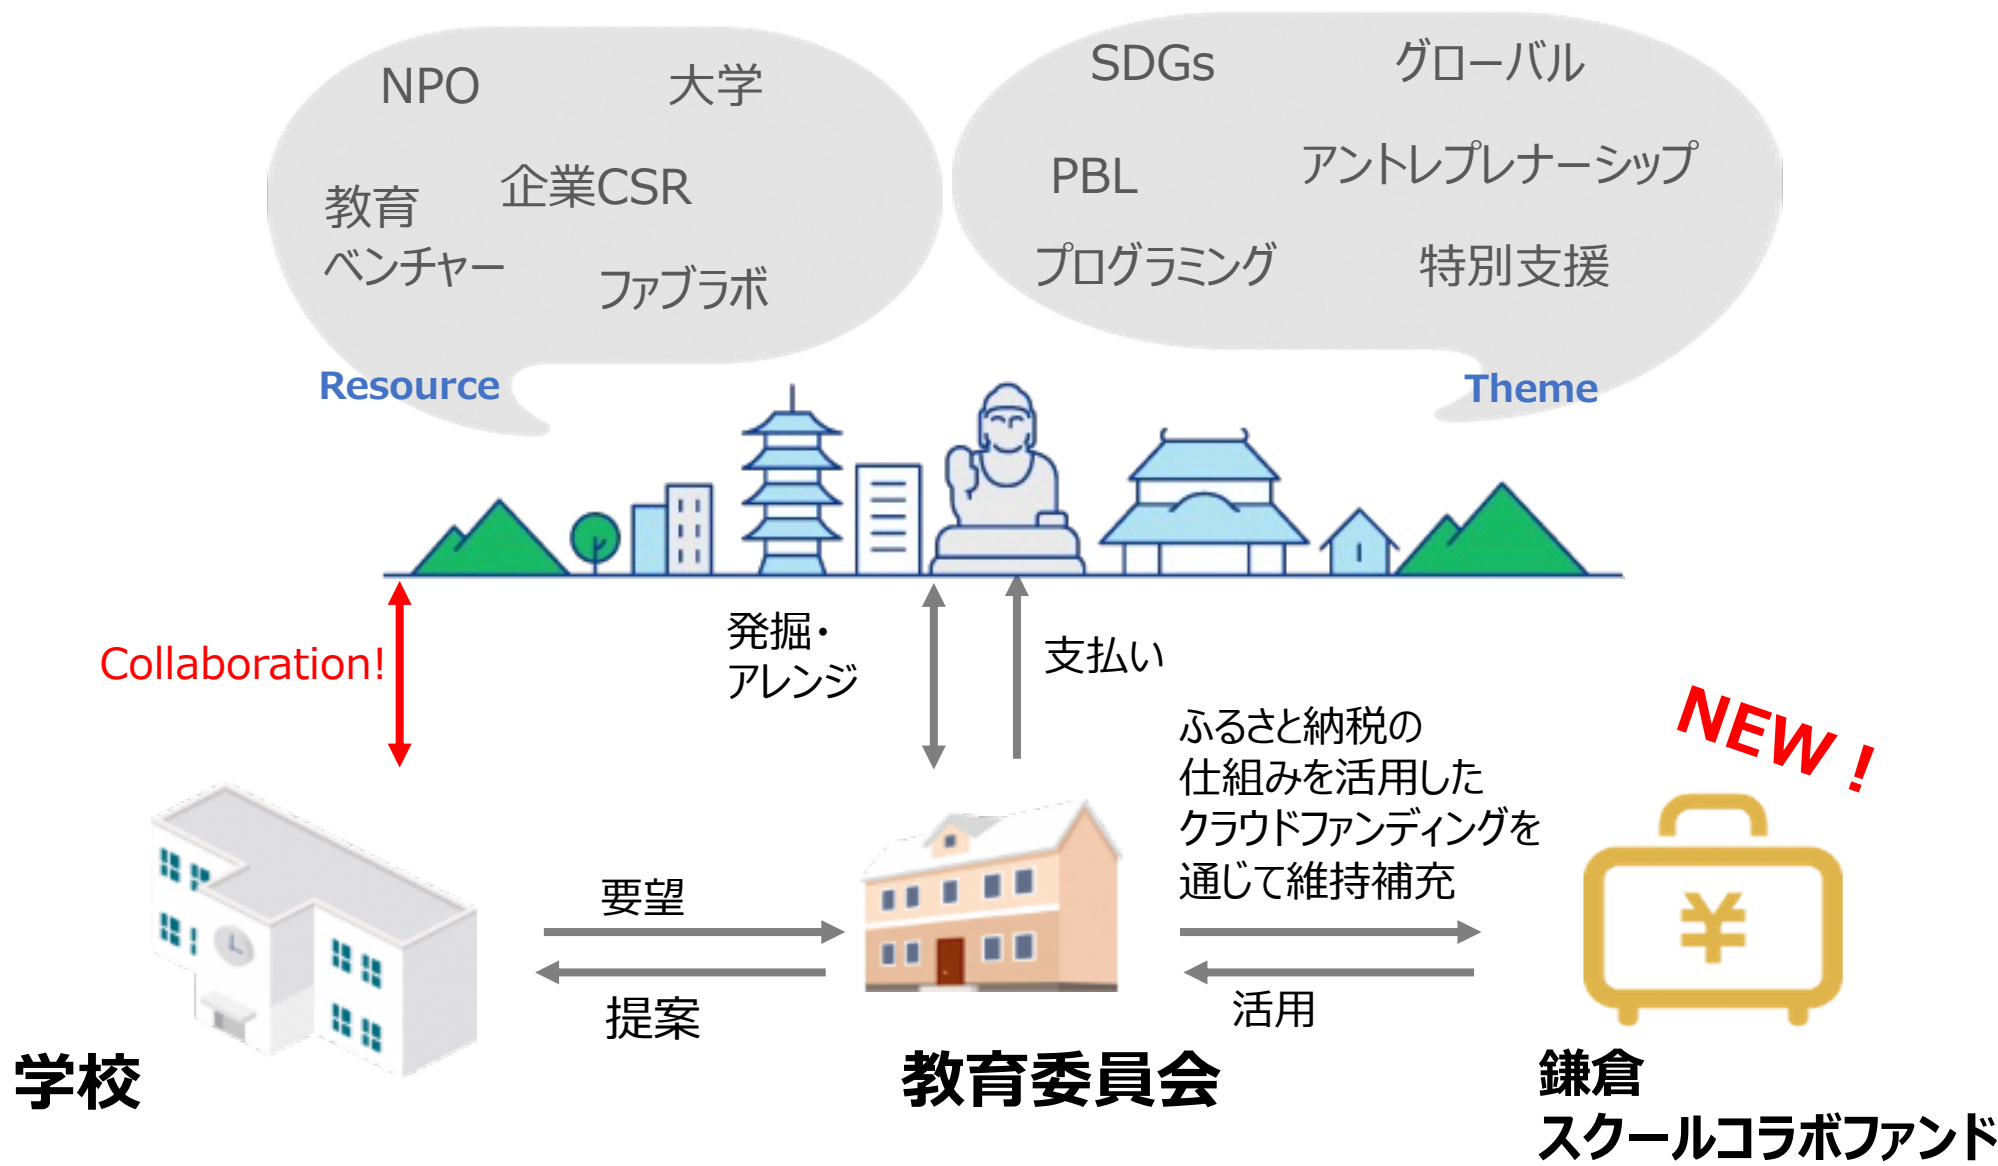 NPO
大学
教育
ベンチャー
企業CSR
ファブラボ
Resource
SDGs
グローバル
PBL
アントレプレナーシップ
プログラミング
特別支援
Theme
Collaboration!
発掘・
アレンジ
支払い
ふるさと納税の
仕組みを活用した
クラウドファンディングを
通じて維持補充
NEW！
要望
提案
活用
¥
学校
教育委員会
鎌倉
スクールコラボファンド